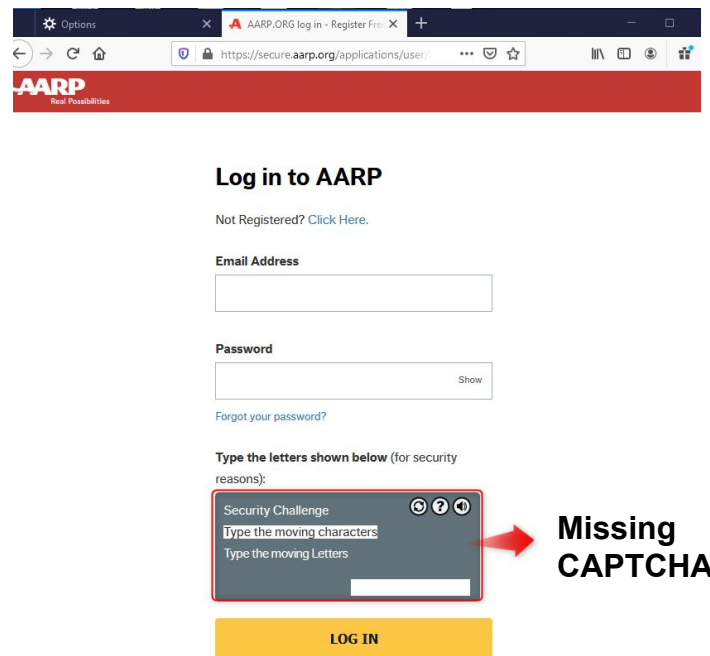 Options
AARP.ORG log in - Register Fre
https://secure.aarp.org/applications/user/
AARP
Real Possibilities
Log in to AARP
Not Registered? Click Here.
Email Address
Password
Show
Forgot your password?
Type the letters shown below (for security
reasons):
Security Challenge
Type the moving characters
Type the moving Letters
Missing
CAPTCHA
LOG IN